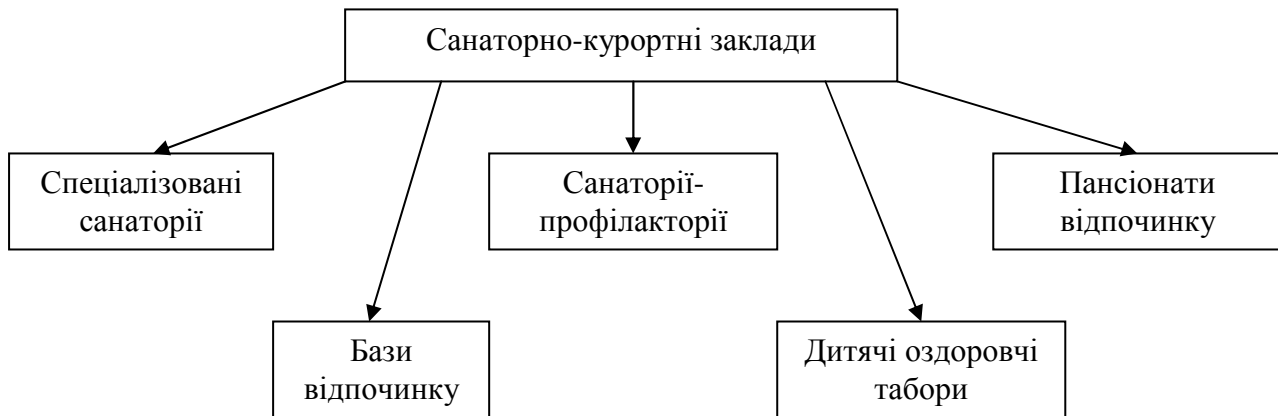 Санаторно-курортні заклади
Спеціалізовані
санаторії
Санаторії-
профілакторії
Пансіонати
відпочинку
Бази
відпочинку
Дитячі оздоровчі
табори